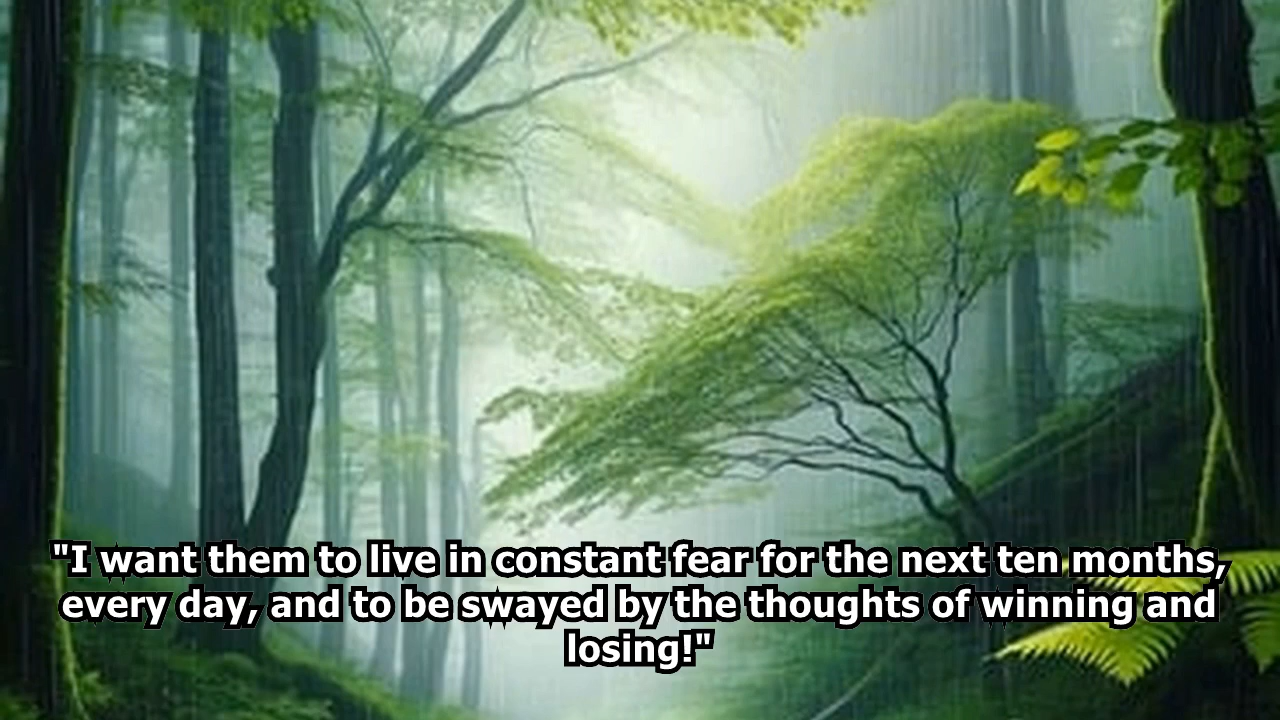 "I want them to live in constant fear for the next ten months,
every day, and to be swayed by the thoughts of winning and
losing!"